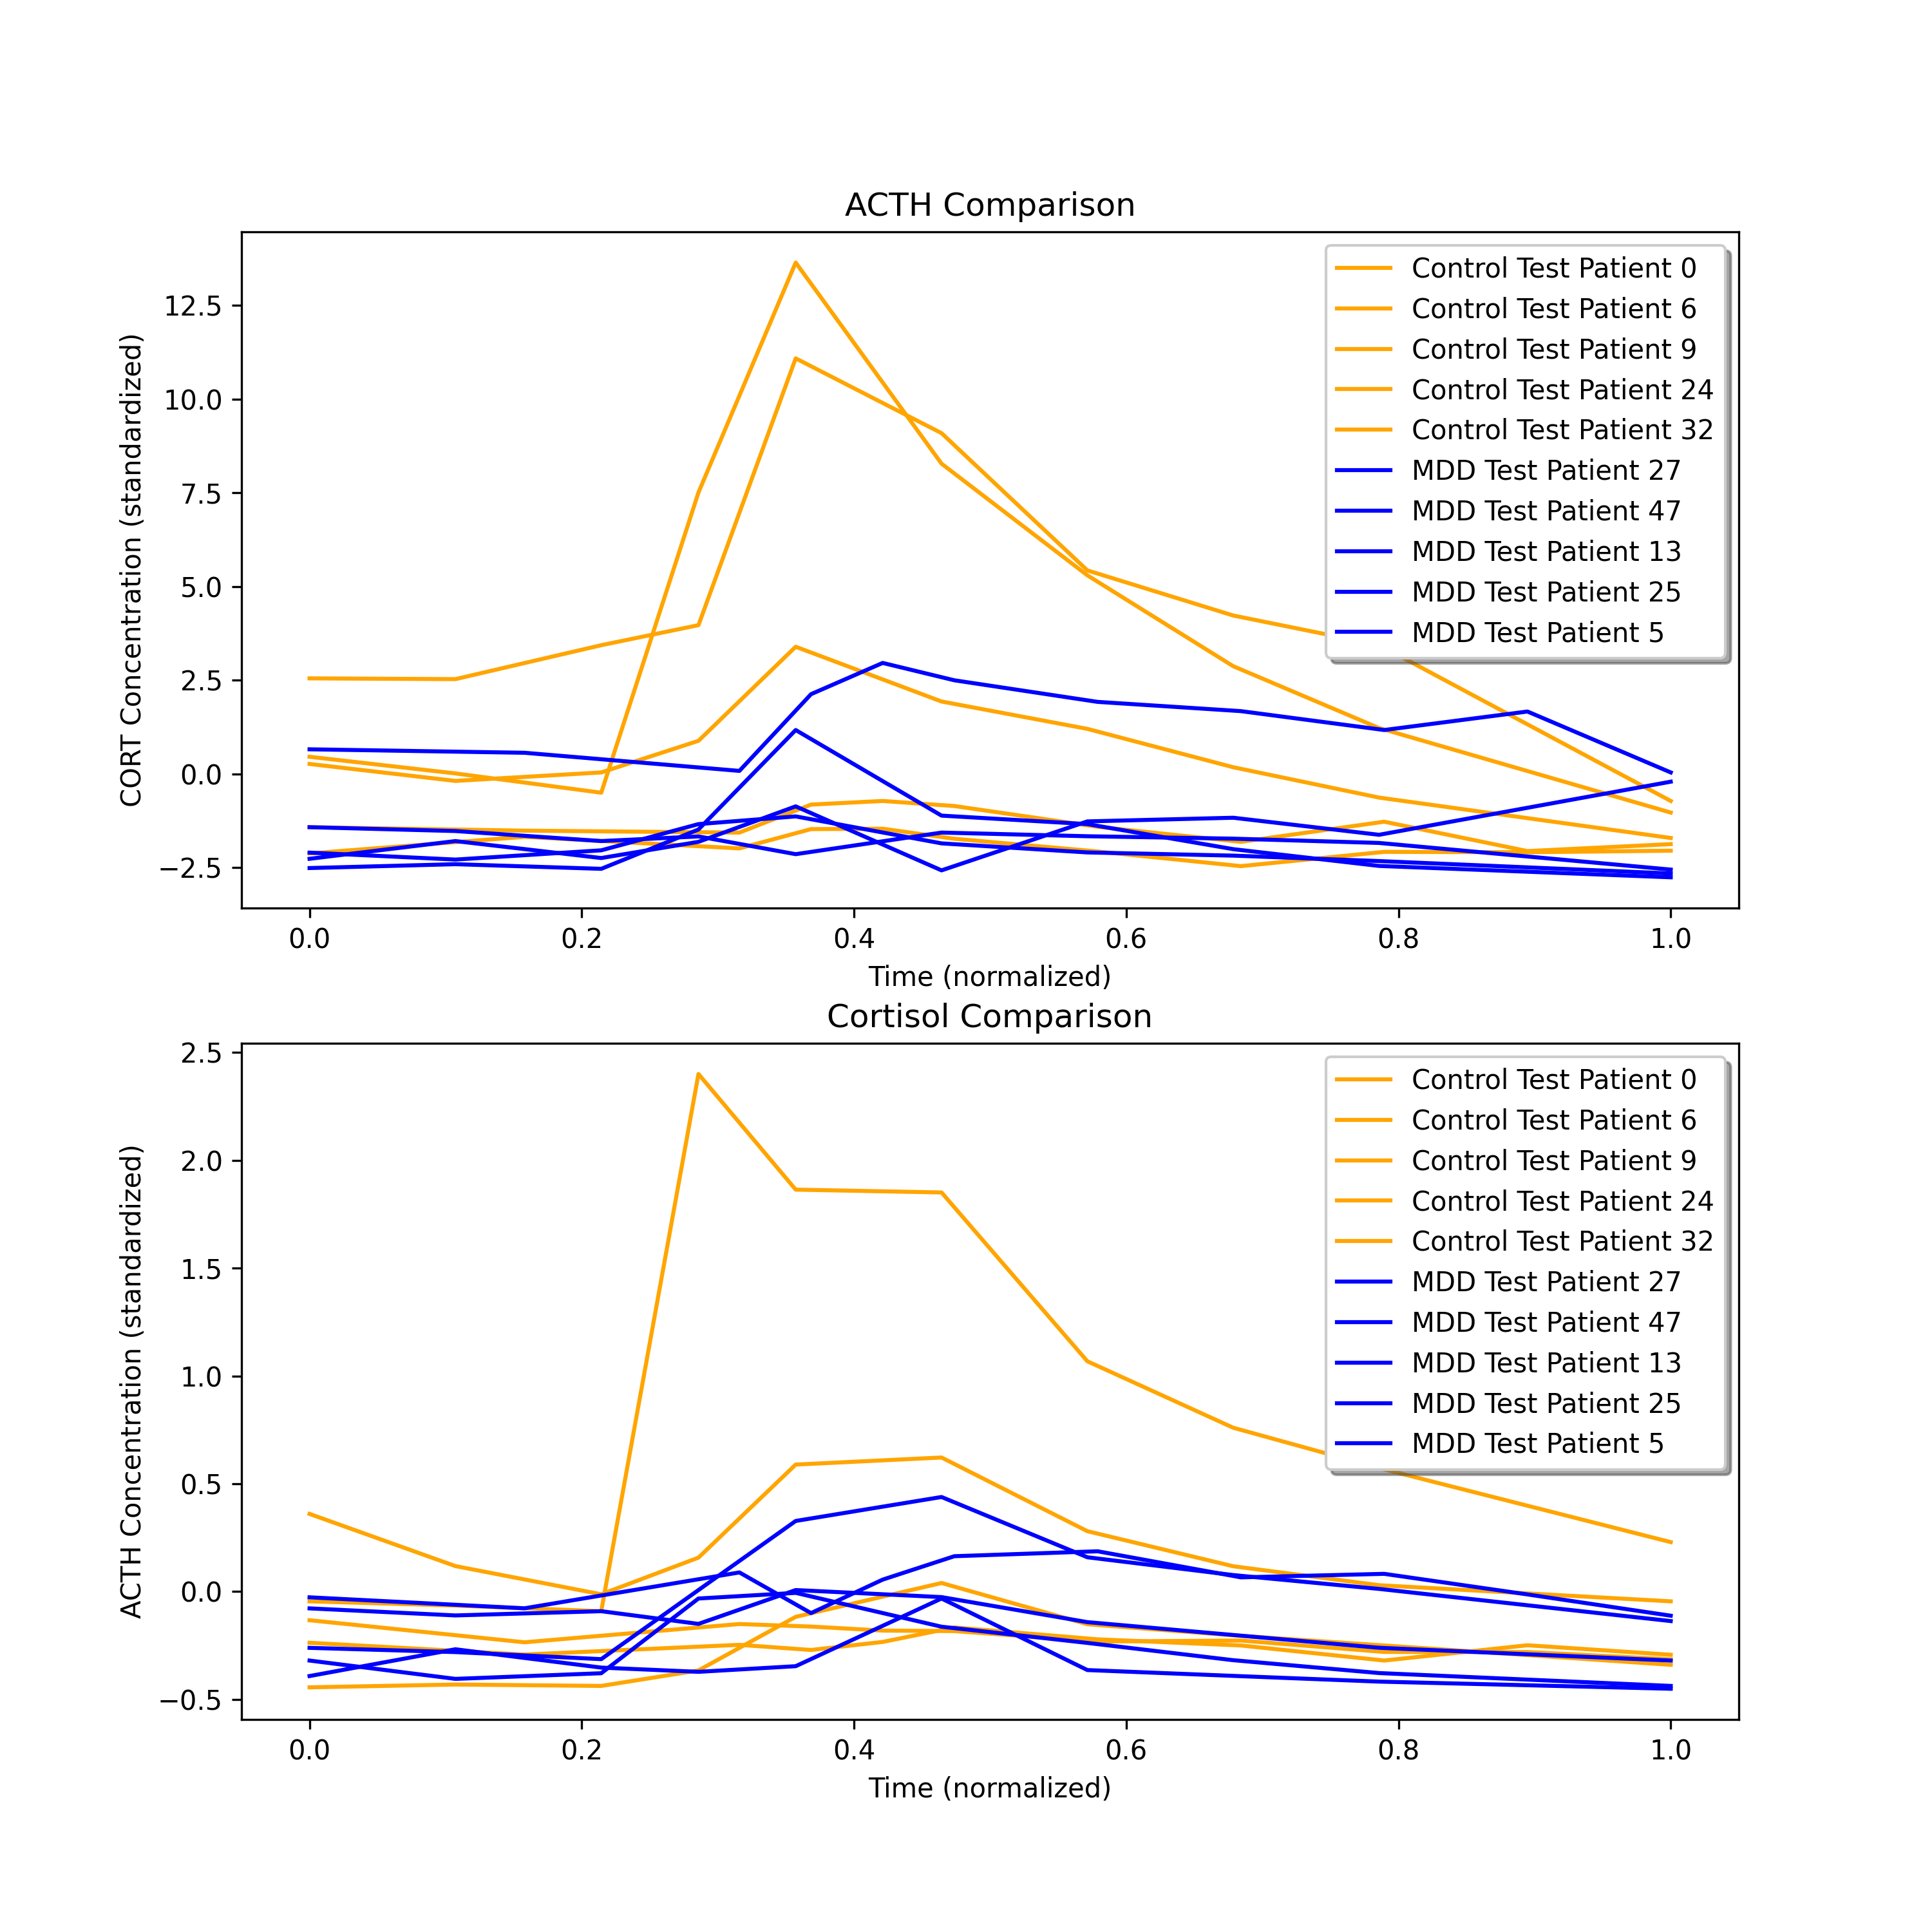 ACTH Comparison
CORT Concentration (standardized)
12.5
10.0
7.5
5.0
2.5
0.0
−2.5
Control Test Patient 0
Control Test Patient 6
Control Test Patient 9
Control Test Patient 24
Control Test Patient 32
MDD Test Patient 27
MDD Test Patient 47
MDD Test Patient 13
MDD Test Patient 25
MDD Test Patient 5
0.0 0.2 0.4 0.6 0.8 1.0
Time (normalized)
Cortisol Comparison
ACTH Concentration (standardized)
2.5
2.0
1.5
1.0
0.5
0.0
−0.5
Control Test Patient 0
Control Test Patient 6
Control Test Patient 9
Control Test Patient 24
Control Test Patient 32
MDD Test Patient 27
MDD Test Patient 47
MDD Test Patient 13
MDD Test Patient 25
MDD Test Patient 5
0.0 0.2 0.4 0.6 0.8 1.0
Time (normalized)